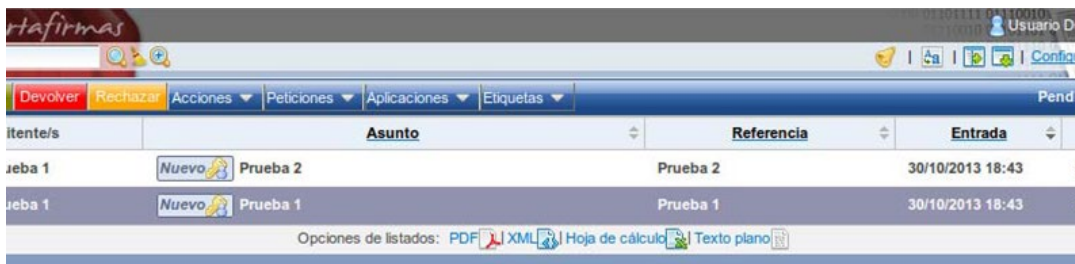 rtafirmas
Usuario D
Configu
Devolver Rechazar Acciones Peticiones Aplicaciones Etiquetas Pend
itente/s Asunto Referencia Entrada
ueba 1 Nuevo Prueba 2 Prueba 2 30/10/2013 18:43
ueba 1 Nuevo Prueba 1 Prueba 1 30/10/2013 18:43
Opciones de listados: PDF | XML | Hoja de cálculo | Texto plano